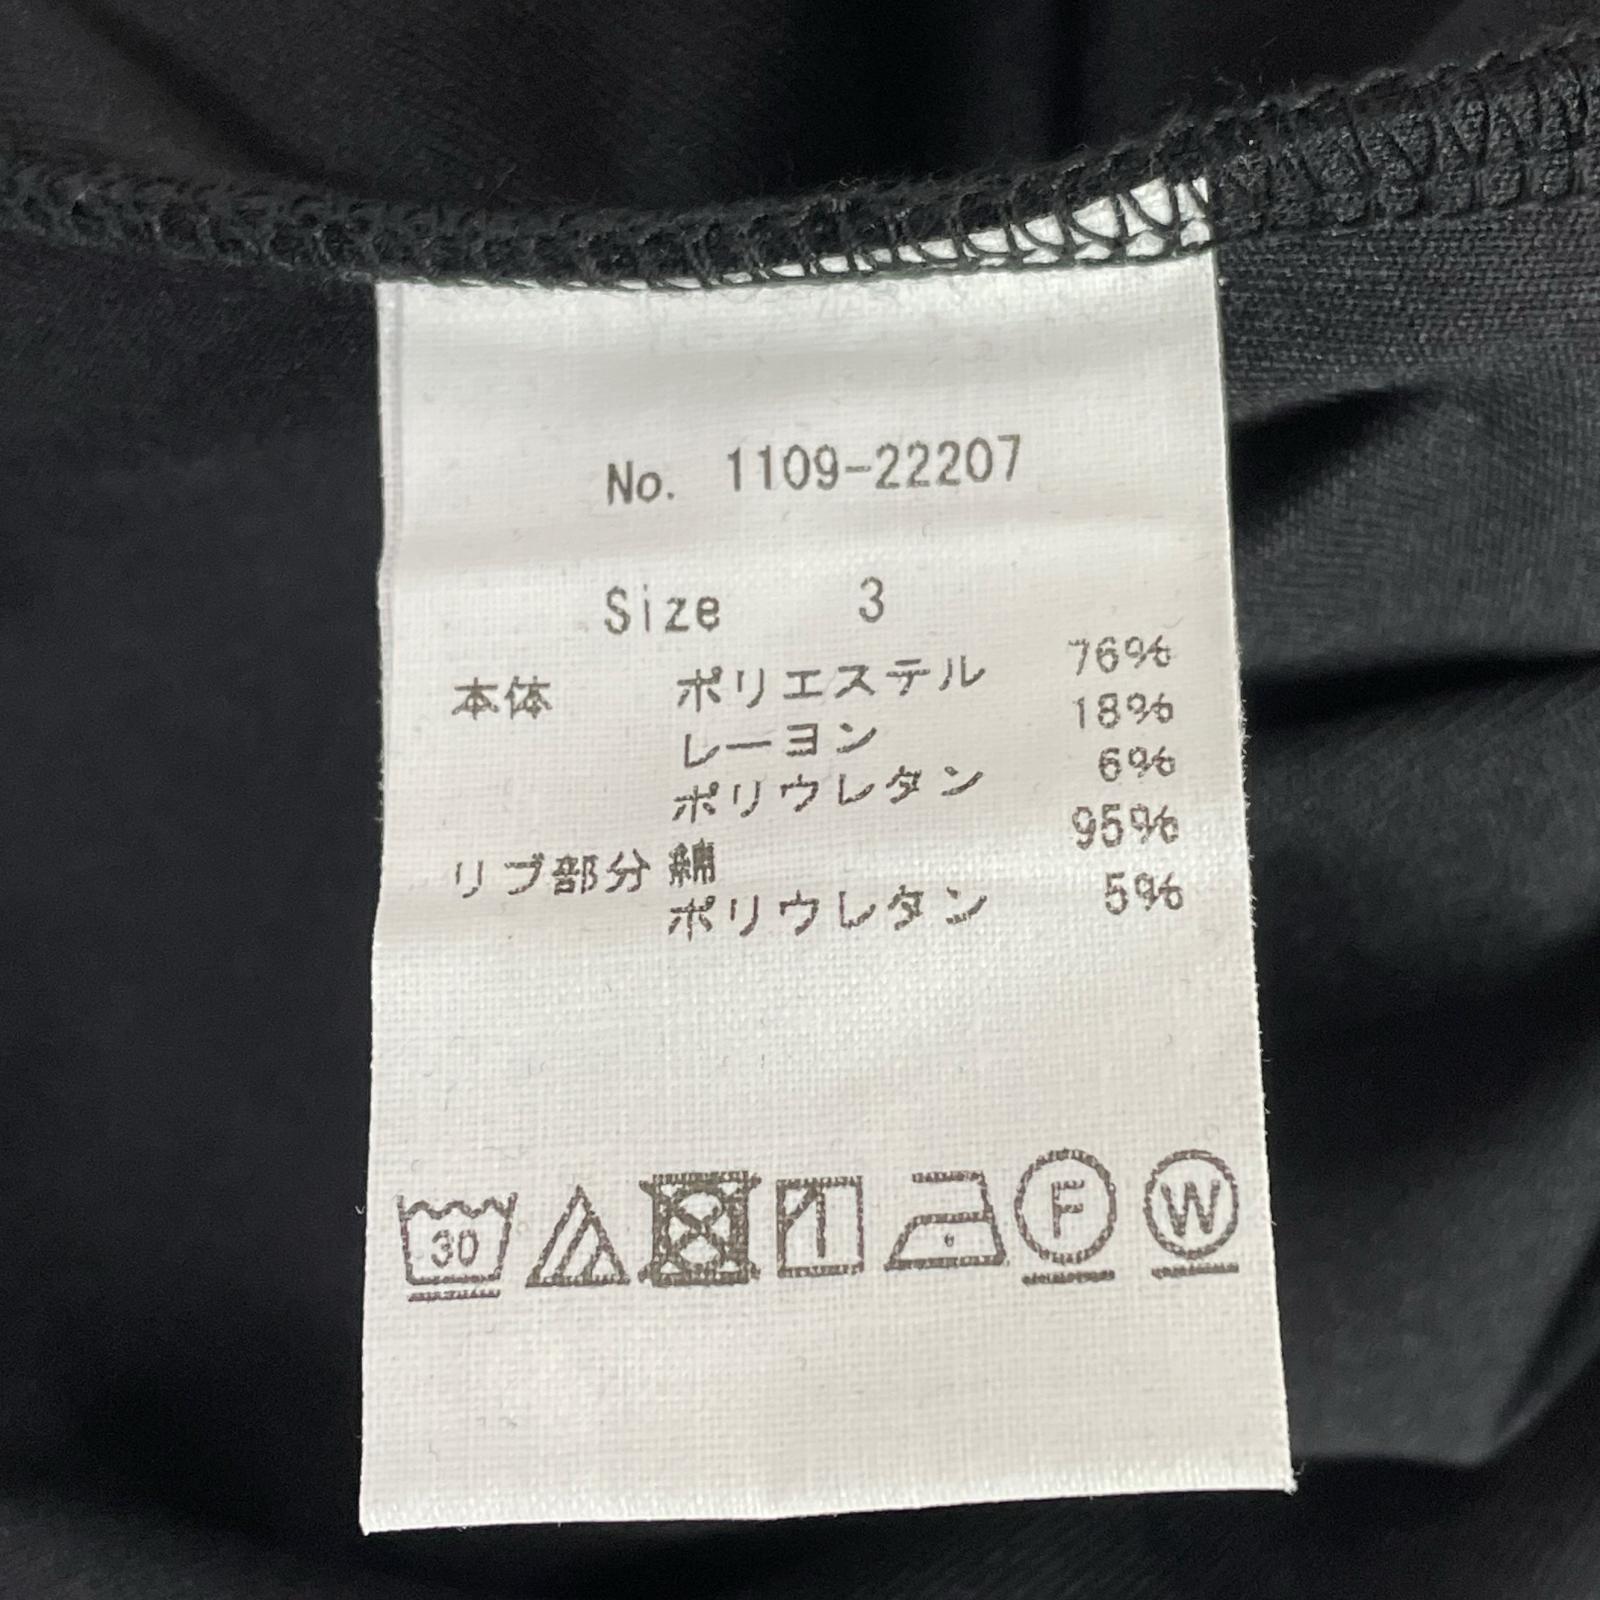 No. 1109-22207
Size 3
本体 ポリエステル 76%
レーヨン 18%
ポリウレタン 6%
リブ部分 綿 95%
ポリウレタン 5%
30 F W